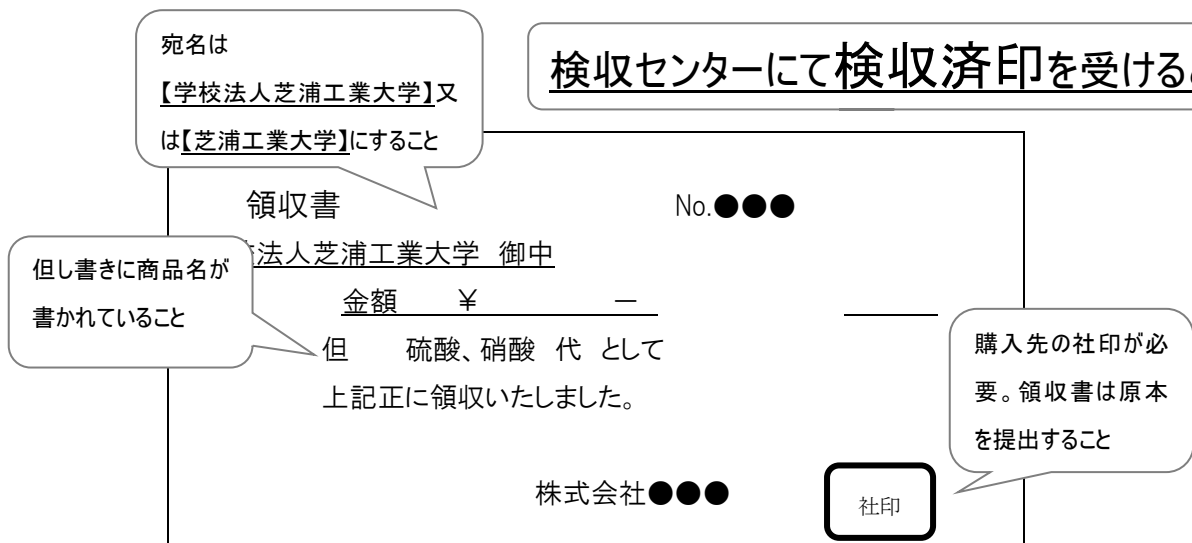 宛名は
【学校法人芝浦工業大学】又
は【芝浦工業大学】にすること
検収センターにて検収済印を受ける
領収書 No.●●●
法人芝浦工業大学 御中
但し書きに商品名が
書かれていること
金額 ¥ －
但 硫酸、硝酸 代 として
上記正に領収いたしました。
購入先の社印が必
要。領収書は原本
を提出すること
株式会社●●●
社印